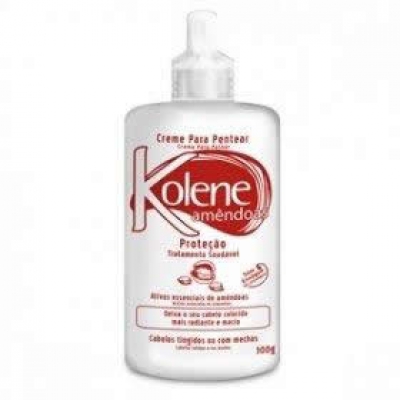 Creme Para Pentear
Kolene
amêndoas
Proteção
Tratamento Saudável
Ativos essenciais de amêndoas
Deixa o seu cabelo colorido
mais radiante e macio
Cabelos tingidos ou com mechas
100g